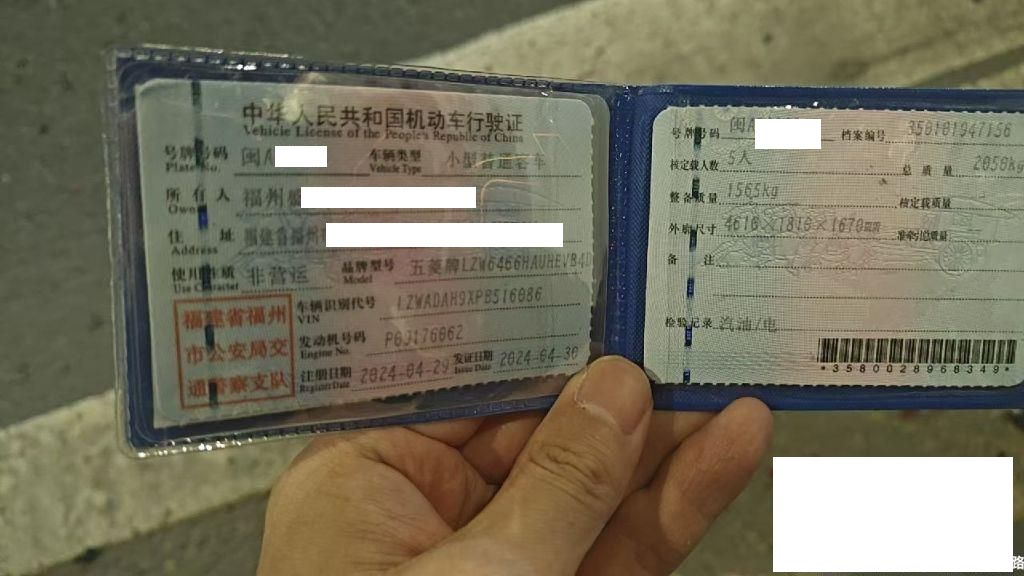 中华人民共和国机动车行驶证
Vehicle License of the People's Republic of China
号牌号码 闽A 车辆类型 小型普通客车
Plate No. Vehicle Type
所有人 福州
Owner
住址 福建省福州
Address
使用性质 非营运 品牌型号 五菱牌LZW6466HAUHEVB4D
Use Character Model
福建省福州
市公安局交
通警察支队
车辆识别代号 LZWADAH9XPB516086
VIN
发动机号码 P6J176062
Engine No.
注册日期 2024-04-29 发证日期 2024-04-30
Register Date Issue Date
号牌号码 闽A 档案编号 350101947156
核定载人数 5人 总质量 2050kg
整备质量 1565kg 核定载质量
外廓尺寸 4610×1810×1670mm 准牵引总质量
备注
检验记录 汽油/电
*3580028968349*
路